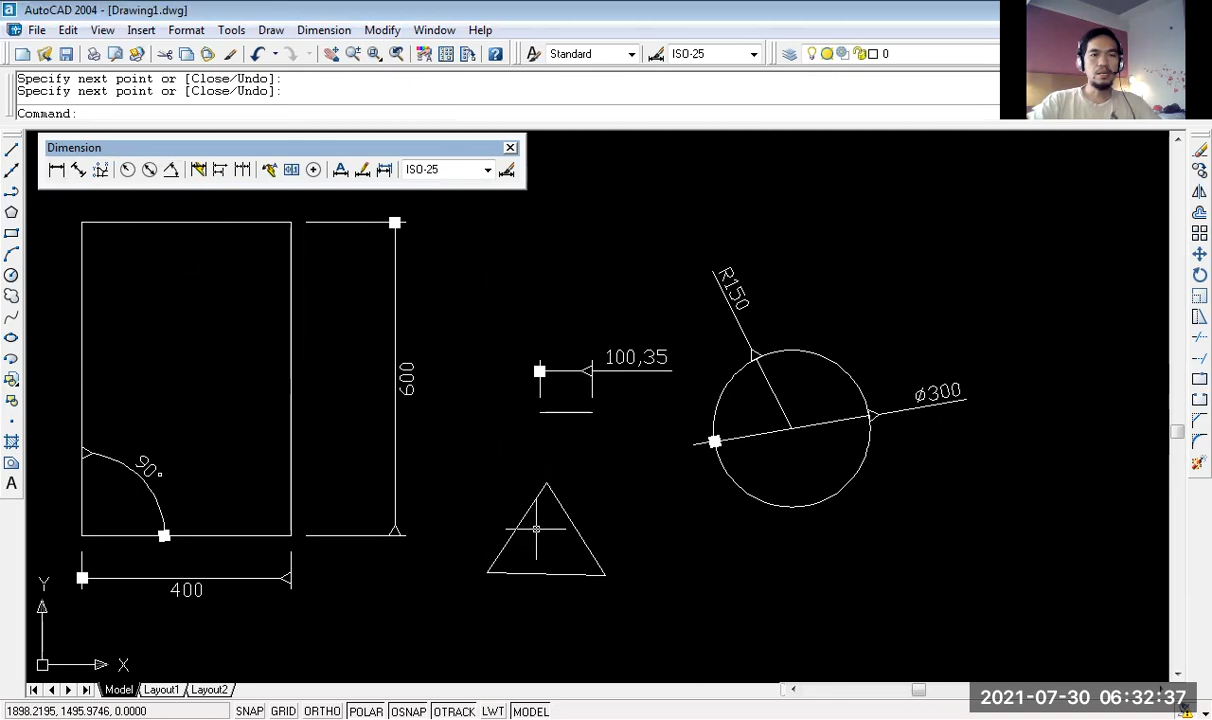 AutoCAD 2004 - [Drawing1.dwg]
File Edit View Insert Format Tools Draw Dimension Modify Window Help
Standard ISO-25 0
Specify next point or [Close/Undo]:
Specify next point or [Close/Undo]:
Command:
Dimension
ISO-25
R150
100,35
600
ø300
90°
400
Y
X
Model Layout1 Layout2
1898.2195, 1495.9746, 0.0000 SNAP GRID ORTHO POLAR OSNAP OTRACK LWT MODEL
2021-07-30 06:32:37